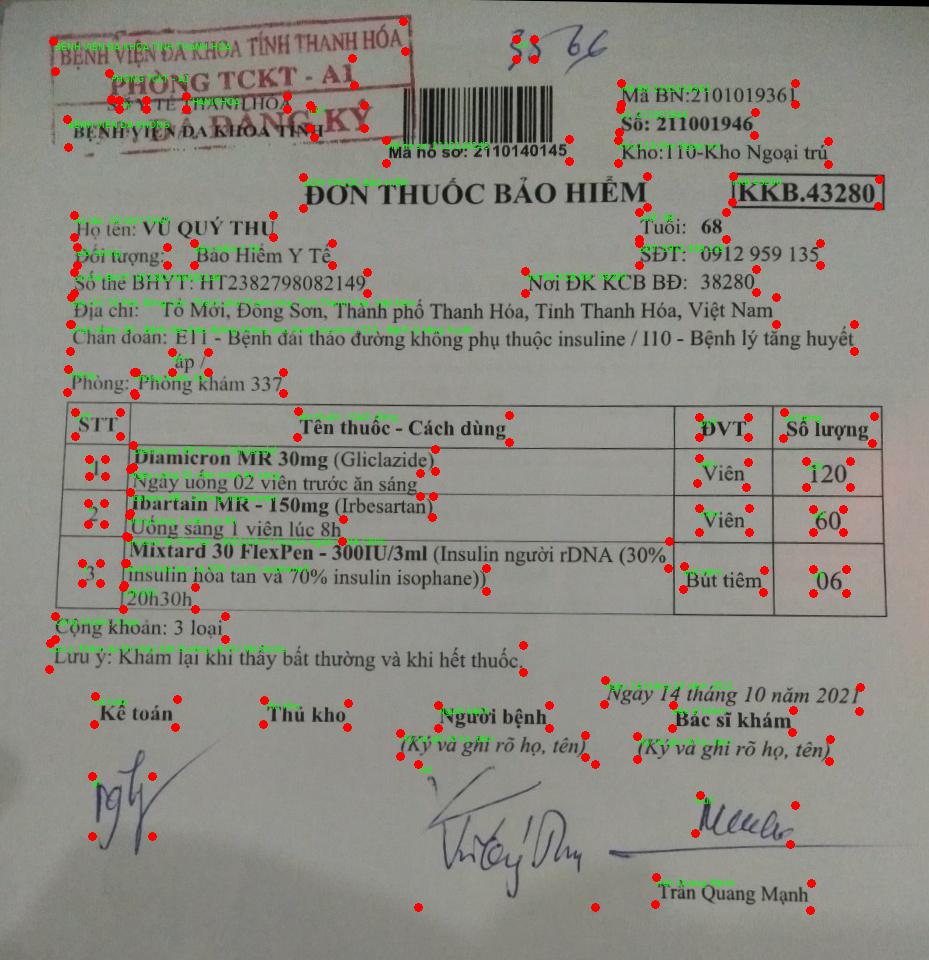 BỆNH VIỆN ĐA KHOA TỈNH THANH HÓA
PHÒNG TCKT - A1
SỞ Y TẾ THANH HÓA
ĐĂNG KÝ
BỆNH VIỆN ĐA KHOA TỈNH
Mã hồ sơ: 2110140145
Mã BN:2101019361
Số: 211001946
Kho:110-Kho Ngoại trú
ĐƠN THUỐC BẢO HIỂM
KKB.43280
Họ tên: VŨ QUÝ THU
Tuổi: 68
Đối tượng: Bảo Hiểm Y Tế
SĐT: 0912 959 135
Số thẻ BHYT: HT2382798082149
Nơi ĐK KCB BĐ: 38280
Địa chỉ: Tổ Mới, Đông Sơn, Thành phố Thanh Hóa, Tỉnh Thanh Hóa, Việt Nam
Chẩn đoán: E11 - Bệnh đái tháo đường không phụ thuộc insuline / I10 - Bệnh lý tăng huyết
áp /
Phòng: Phòng khám 337
STT Tên thuốc - Cách dùng ĐVT Số lượng
1 Diamicron MR 30mg (Gliclazide) Viên 120
Ngày uống 02 viên trước ăn sáng
2 Ibartain MR - 150mg (Irbesartan) Viên 60
Uống sáng 1 viên lúc 8h
3 Mixtard 30 FlexPen - 300IU/3ml (Insulin người rDNA (30%
insulin hòa tan và 70% insulin isophane)) Bút tiêm 06
20h30h
Cộng khoản: 3 loại
Lưu ý: Khám lại khi thấy bất thường và khi hết thuốc.
Ngày 14 tháng 10 năm 2021
Kế toán Thủ kho Người bệnh Bác sĩ khám
(Ký và ghi rõ họ, tên) (Ký và ghi rõ họ, tên)
Trần Quang Mạnh